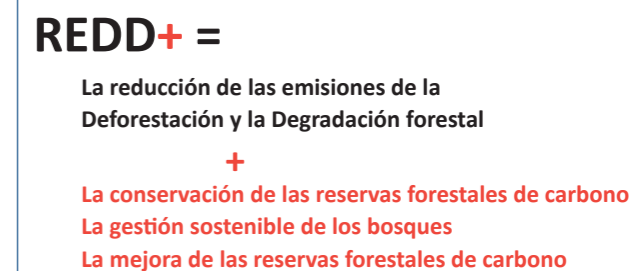 REDD+ =
La reducción de las emisiones de la
Deforestación y la Degradación forestal
+
La conservación de las reservas forestales de carbono
La gestión sostenible de los bosques
La mejora de las reservas forestales de carbono